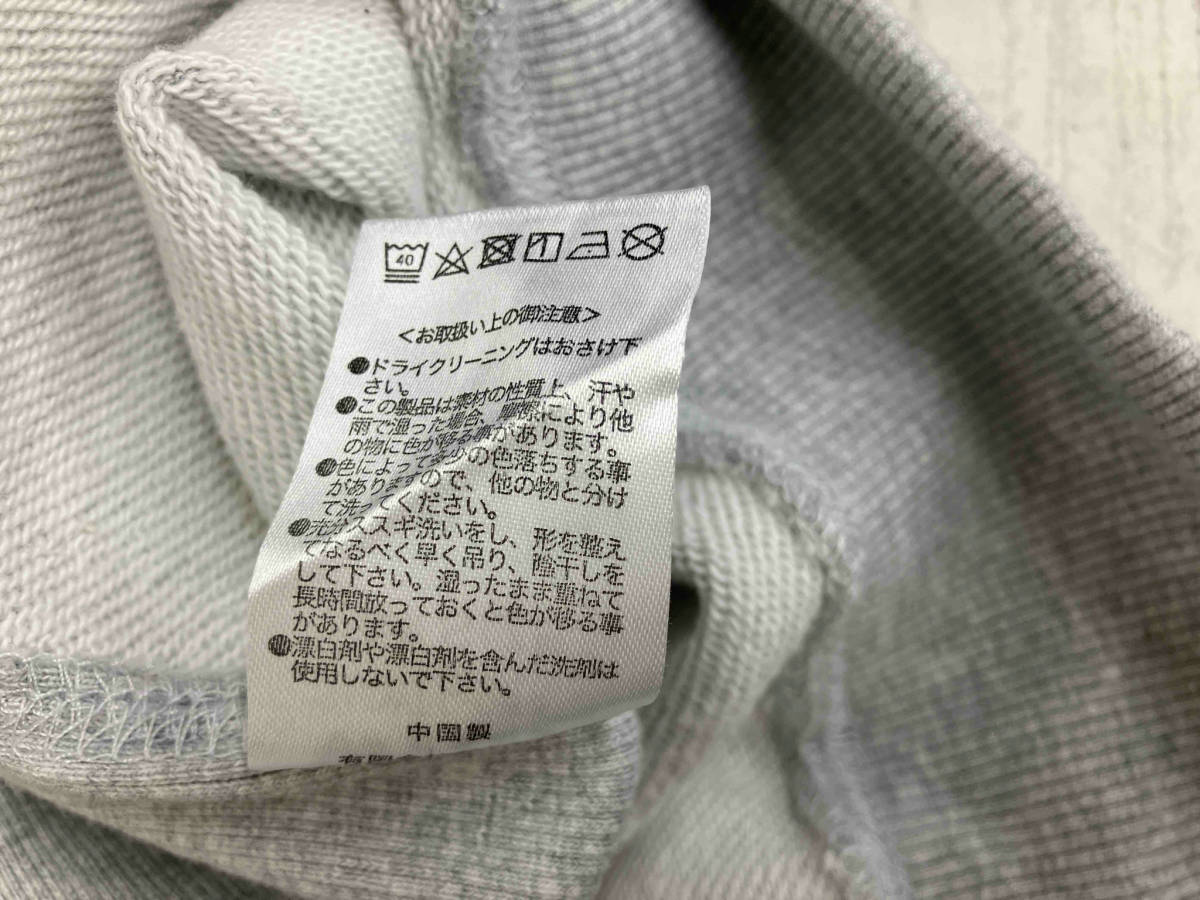 40
<お取扱い上の御注意>
●ドライクリーニングはおさけ下
さい。
●この製品は素材の性質上、汗や
雨で湿った場合、摩擦により他
の物に色が移る事があります。
●色によって多少の色落ちする事
がありますので、他の物と分け
て洗ってください。
●充分ススギ洗いをし、形を整え
てなるべく早く吊り、陰干しを
して下さい。湿ったまま重ねて
長時間放っておくと色が移る事
があります。
●漂白剤や漂白剤を含んだ洗剤は
使用しないで下さい。
中国製